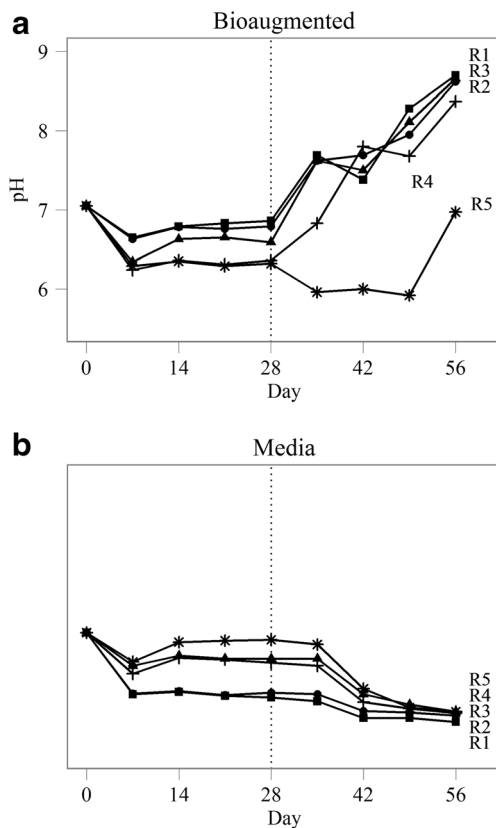 a
Bioaugmented
9
8
7
6
pH
R1
R3
R2
R4
R5
0 14 28 42 56
Day
b
Media
R5
R4
R3
R2
R1
0 14 28 42 56
Day